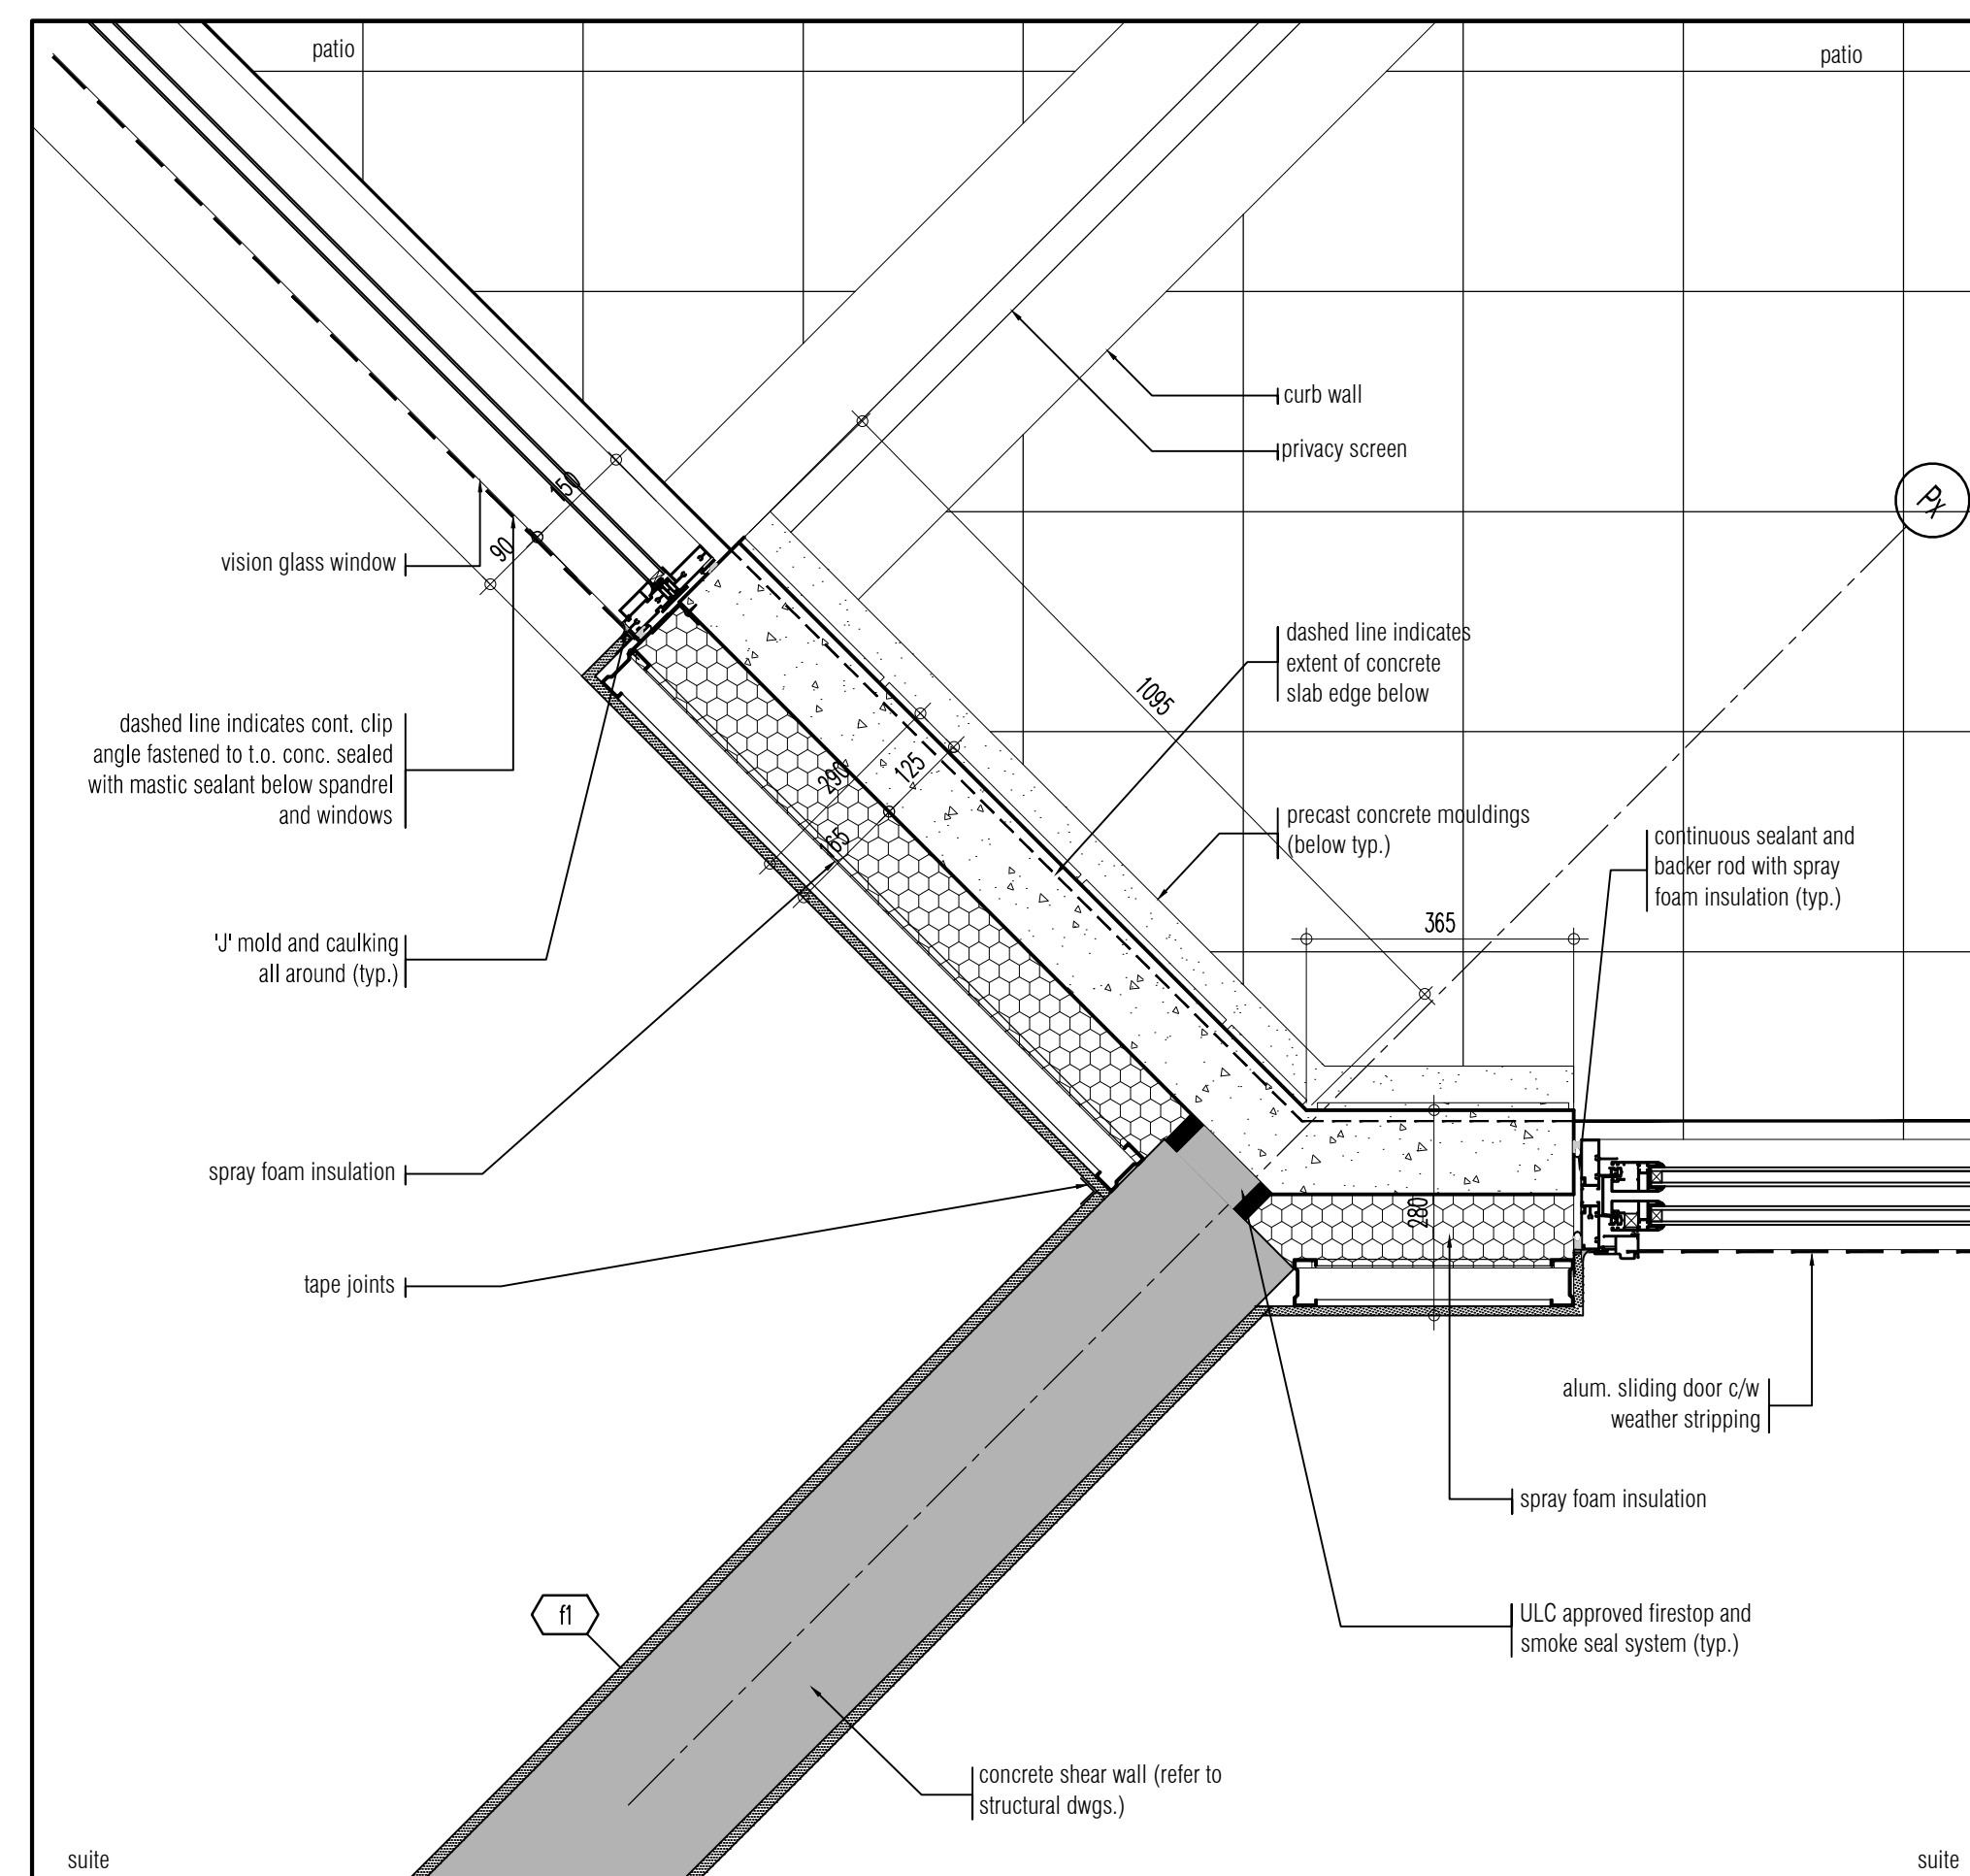 patio
patio
curb wall
privacy screen
PX
150
90
vision glass window
dashed line indicates
extent of concrete
slab edge below
1095
dashed line indicates cont. clip
angle fastened to t.o. conc. sealed
with mastic sealant below spandrel
and windows
290
125
165
precast concrete mouldings
(below typ.)
continuous sealant and
backer rod with spray
foam insulation (typ.)
365
'J' mold and caulking
all around (typ.)
spray foam insulation
280
tape joints
alum. sliding door c/w
weather stripping
spray foam insulation
f1
ULC approved firestop and
smoke seal system (typ.)
concrete shear wall (refer to
structural dwgs.)
suite
suite